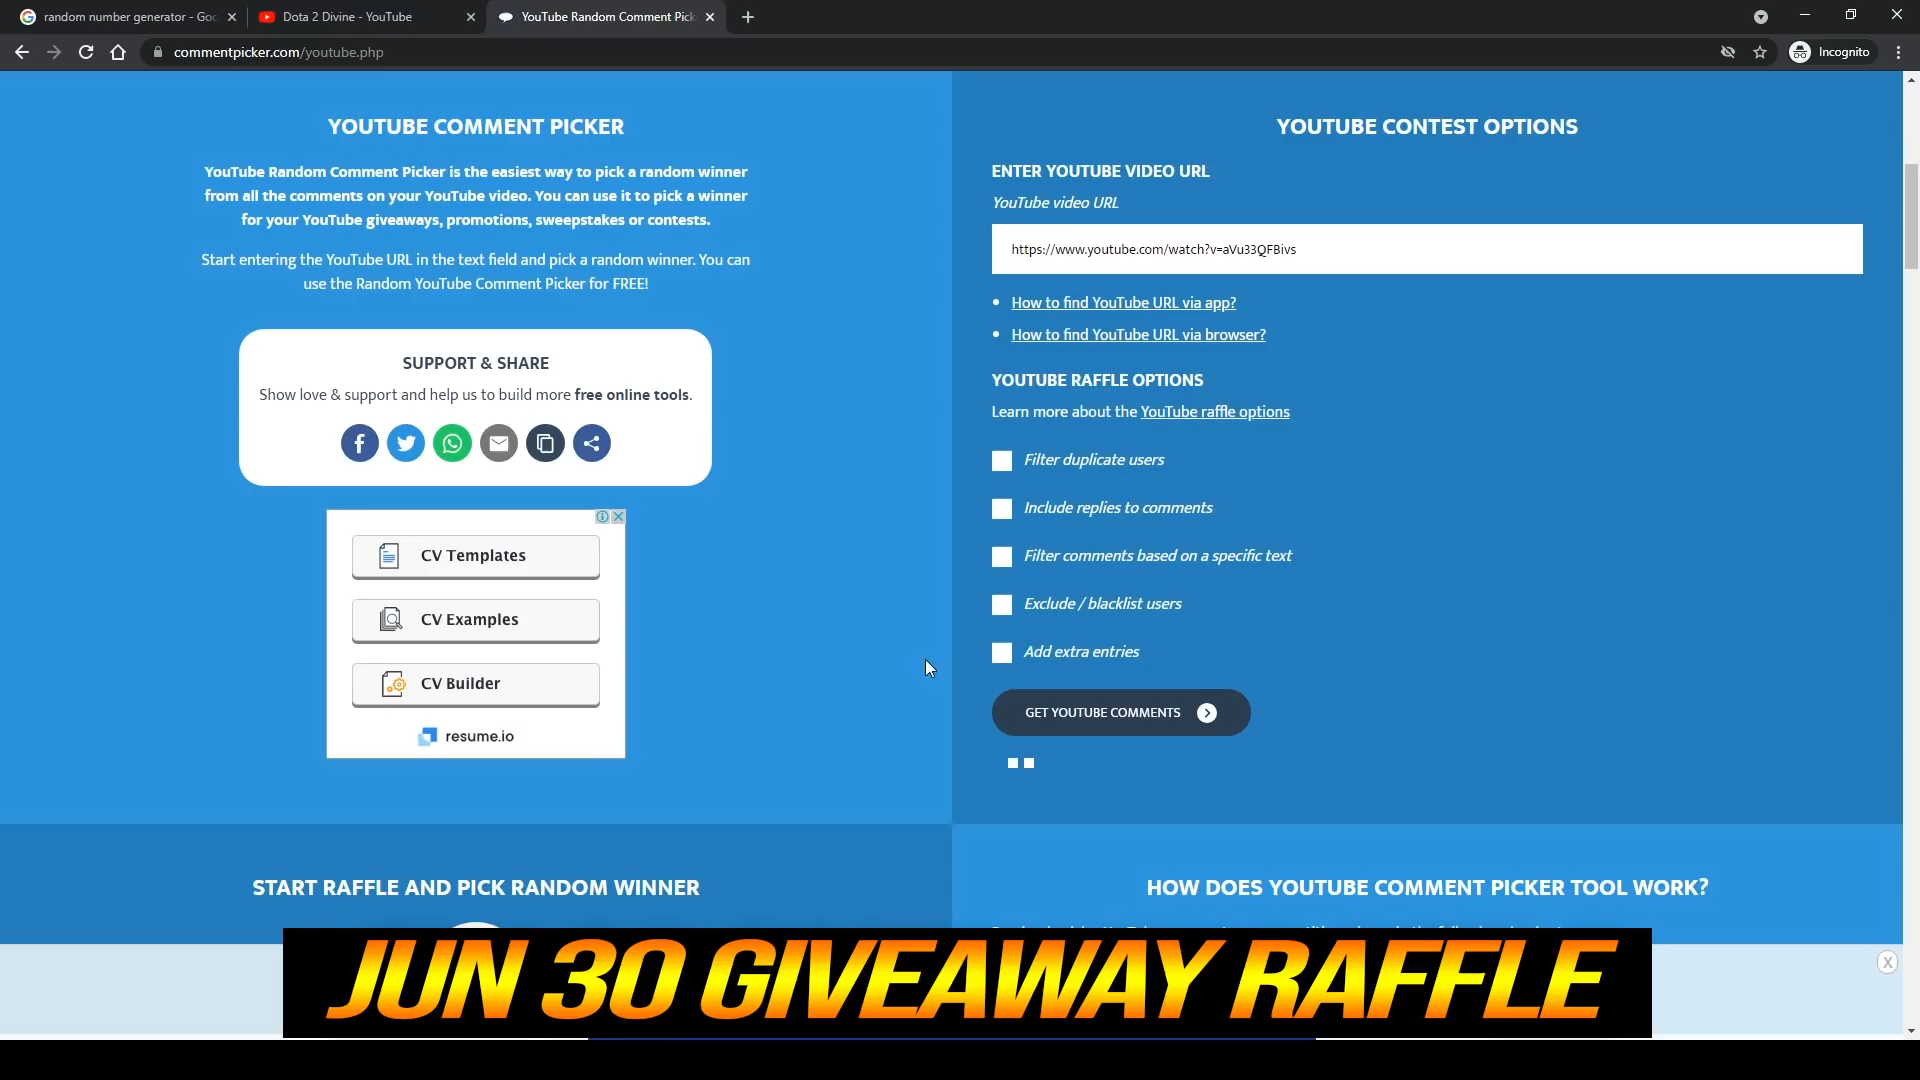 random number generator - Goo
Dota 2 Divine - YouTube
YouTube Random Comment Pick
commentpicker.com/youtube.php
Incognito
YOUTUBE COMMENT PICKER
YouTube Random Comment Picker is the easiest way to pick a random winner
from all the comments on your YouTube video. You can use it to pick a winner
for your YouTube giveaways, promotions, sweepstakes or contests.
Start entering the YouTube URL in the text field and pick a random winner. You can
use the Random YouTube Comment Picker for FREE!
SUPPORT & SHARE
Show love & support and help us to build more free online tools.
CV Templates
CV Examples
CV Builder
resume.io
YOUTUBE CONTEST OPTIONS
ENTER YOUTUBE VIDEO URL
YouTube video URL
https://www.youtube.com/watch?v=aVu33QFBivs
How to find YouTube URL via app?
How to find YouTube URL via browser?
YOUTUBE RAFFLE OPTIONS
Learn more about the YouTube raffle options
Filter duplicate users
Include replies to comments
Filter comments based on a specific text
Exclude / blacklist users
Add extra entries
GET YOUTUBE COMMENTS
START RAFFLE AND PICK RANDOM WINNER
HOW DOES YOUTUBE COMMENT PICKER TOOL WORK?
JUN 30 GIVEAWAY RAFFLE
X